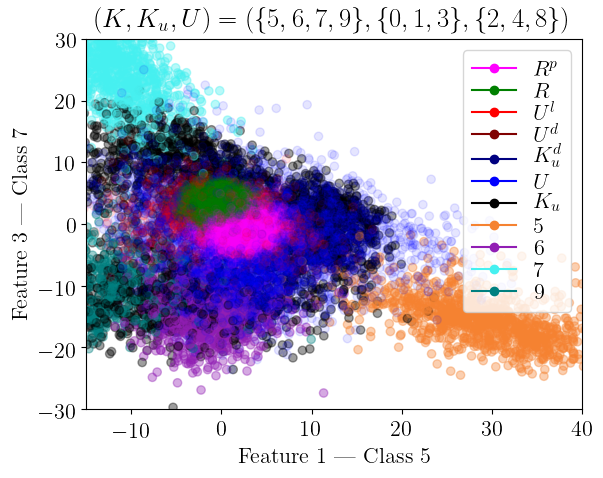 (K, K_u, U) = ({5, 6, 7, 9}, {0, 1, 3}, {2, 4, 8})
30
20
10
0
−10
−20
−30
Feature 3 — Class 7
R^p
R
U^l
U^d
K_u^d
U
K_u
5
6
7
9
−10
0
10
20
30
40
Feature 1 — Class 5